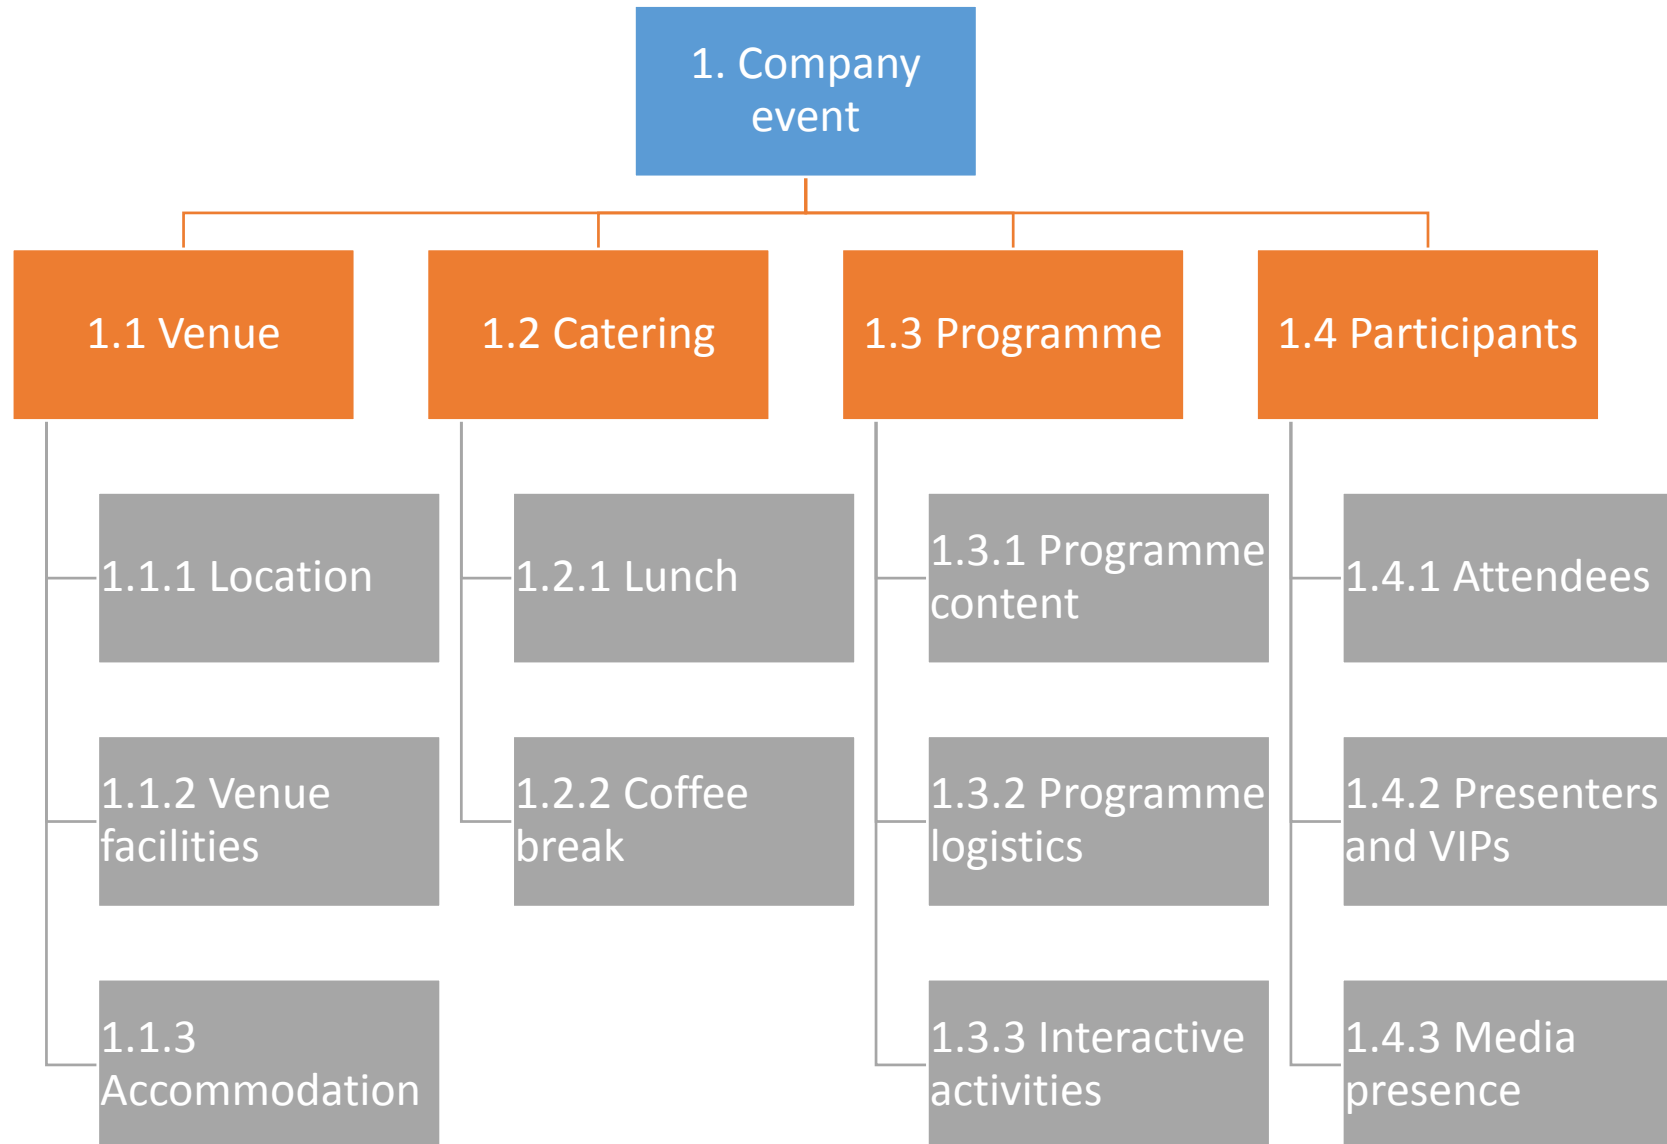 1. Company
event
1.1 Venue
1.2 Catering
1.3 Programme
1.4 Participants
1.1.1 Location
1.2.1 Lunch
1.3.1 Programme
content
1.4.1 Attendees
1.1.2 Venue
facilities
1.2.2 Coffee
break
1.3.2 Programme
logistics
1.4.2 Presenters
and VIPs
1.1.3
Accommodation
1.3.3 Interactive
activities
1.4.3 Media
presence